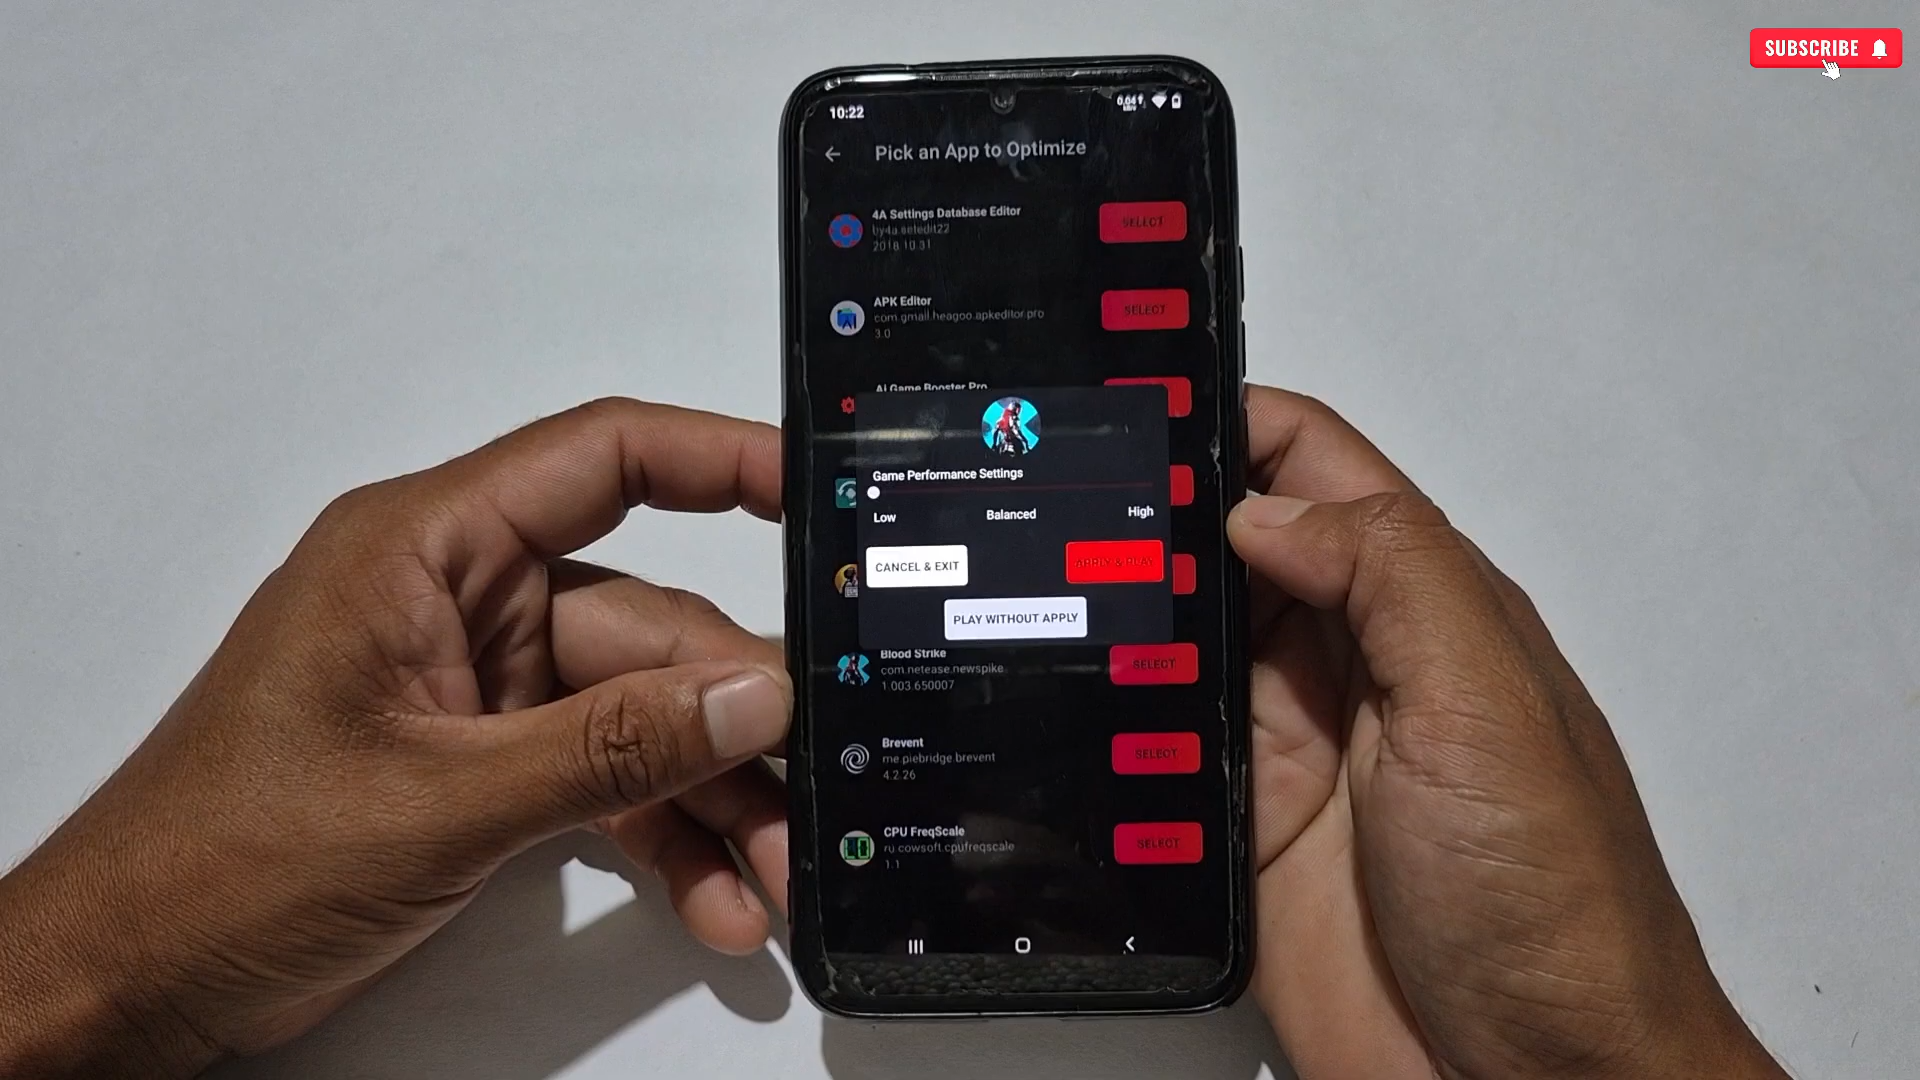 SUBSCRIBE
10:22
Pick an App to Optimize
4A Settings Database Editor
by4a.setedit22
2018.10.31
SELECT
APK Editor
com.gmail.heagoo.apkeditor.pro
3.0
SELECT
Ai Game Booster Pro
Game Performance Settings
Low
Balanced
High
CANCEL & EXIT
APPLY & PLAY
PLAY WITHOUT APPLY
Blood Strike
com.netease.newspike
1.003.650007
SELECT
Brevent
me.piebridge.brevent
4.2.26
SELECT
CPU FreqScale
ru.cowsoft.cpufreqscale
1.1
SELECT